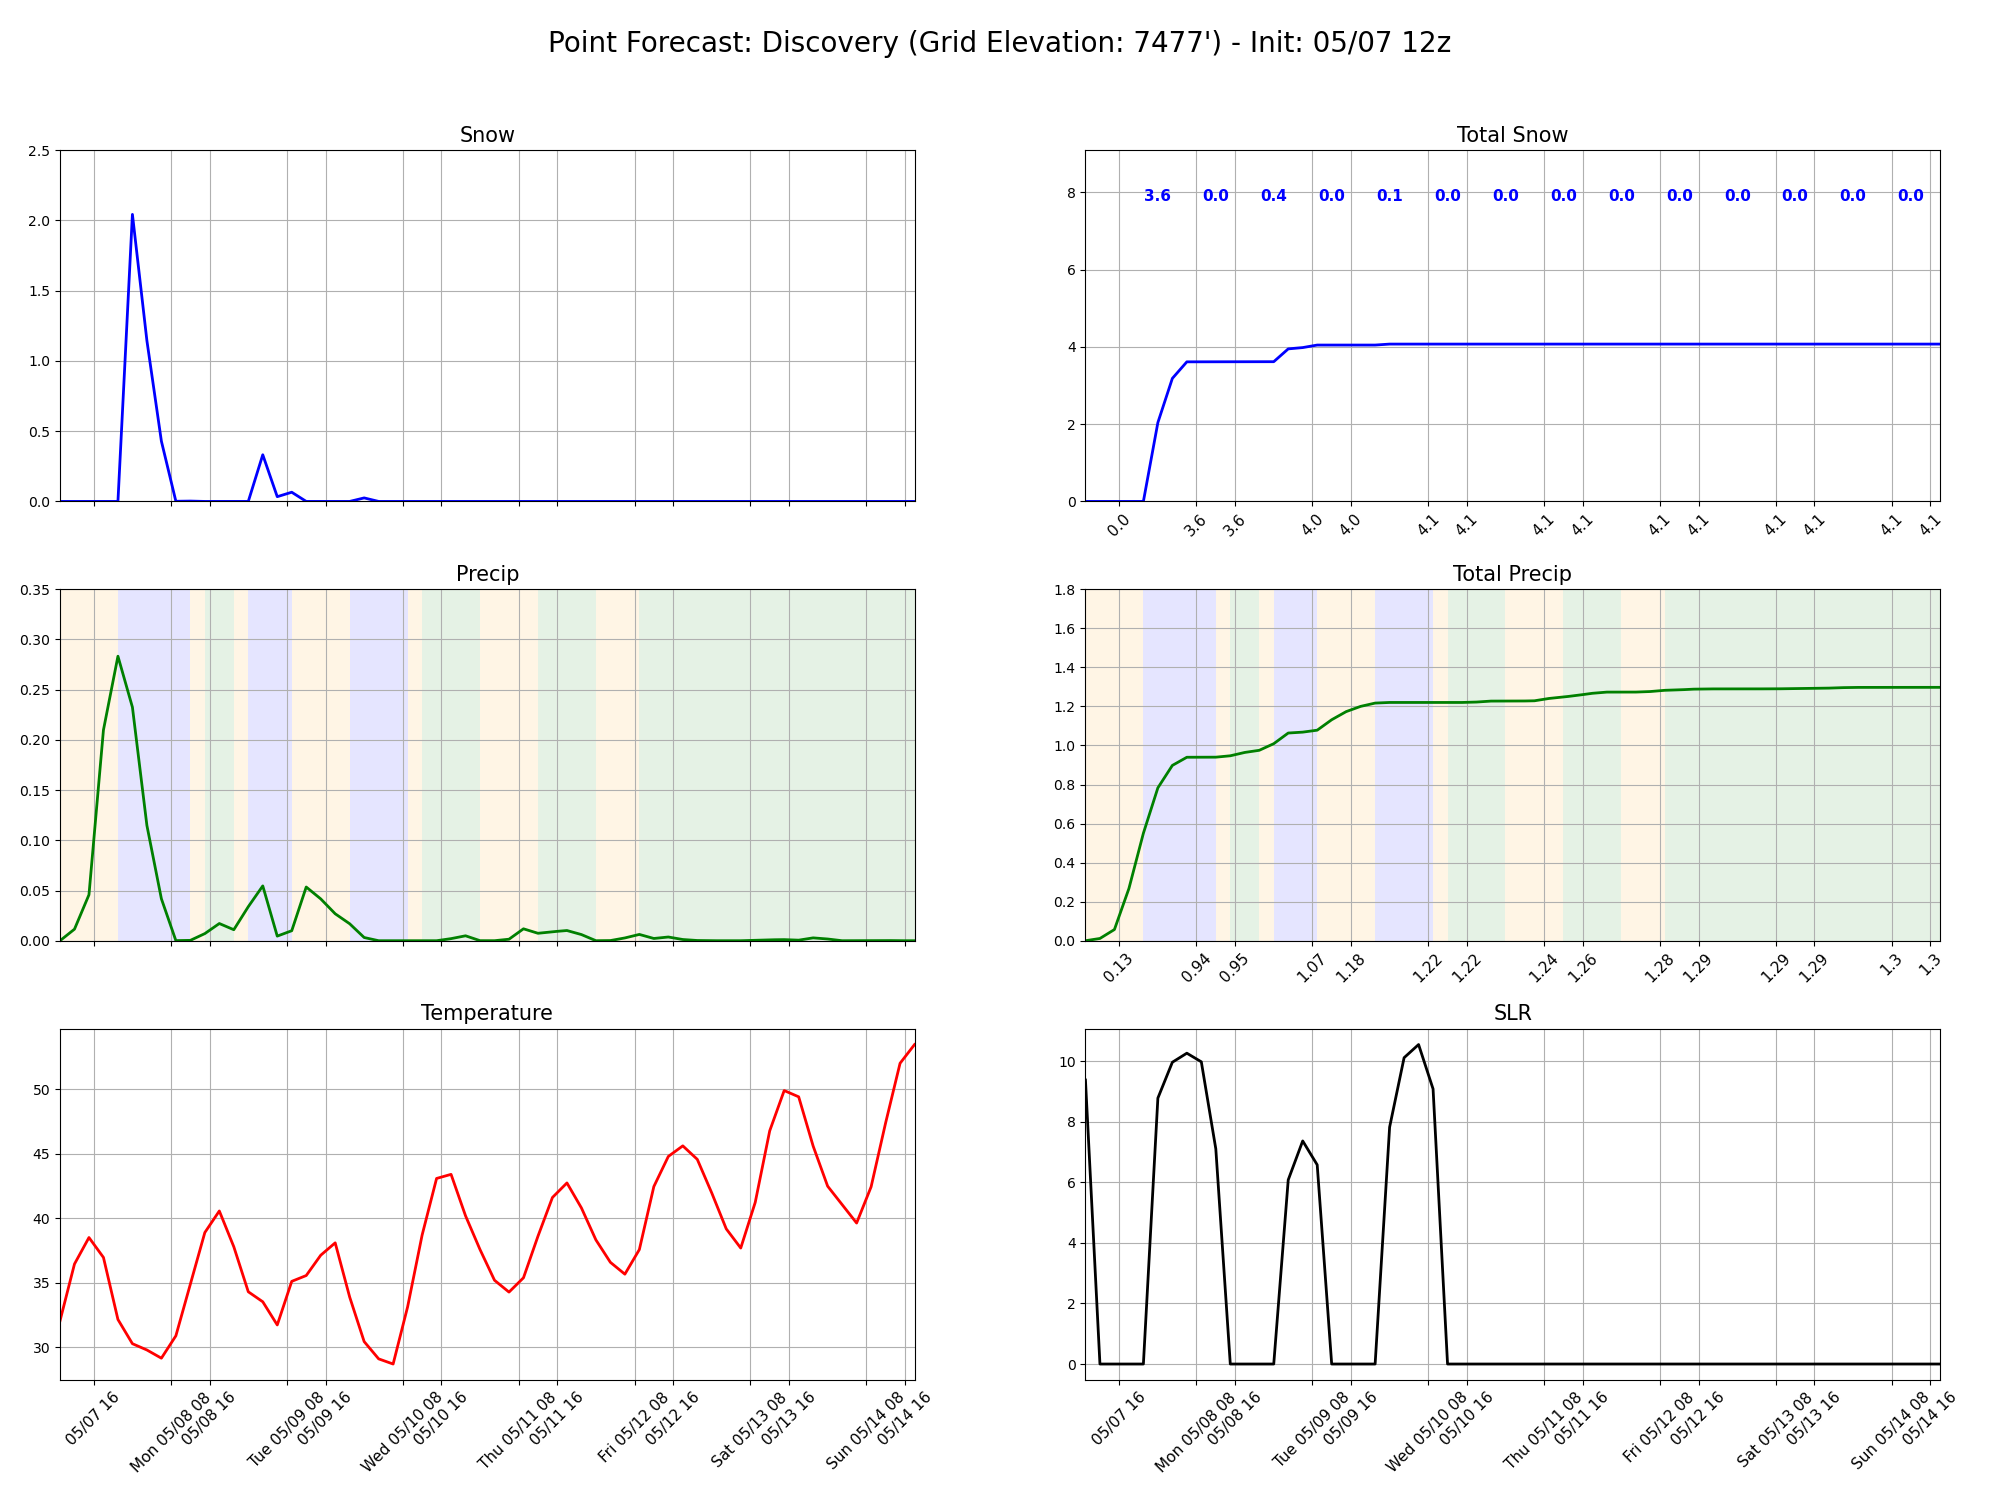 Point Forecast: Discovery (Grid Elevation: 7477') - Init: 05/07 12z
Snow
2.5
2.0
1.5
1.0
0.5
0.0
Total Snow
8
6
4
2
0
3.6 0.0 0.4 0.0 0.1 0.0 0.0 0.0 0.0 0.0 0.0 0.0 0.0 0.0
0.0 3.6 3.6 4.0 4.0 4.1 4.1 4.1 4.1 4.1 4.1 4.1 4.1 4.1 4.1
Precip
0.35
0.30
0.25
0.20
0.15
0.10
0.05
0.00
Total Precip
1.8
1.6
1.4
1.2
1.0
0.8
0.6
0.4
0.2
0.0
0.13 0.94 0.95 1.07 1.18 1.22 1.22 1.24 1.26 1.28 1.29 1.29 1.29 1.3 1.3
Temperature
50
45
40
35
30
05/07 16
Mon 05/08 08
05/08 16
Tue 05/09 08
05/09 16
Wed 05/10 08
05/10 16
Thu 05/11 08
05/11 16
Fri 05/12 08
05/12 16
Sat 05/13 08
05/13 16
Sun 05/14 08
05/14 16
SLR
10
8
6
4
2
0
05/07 16
Mon 05/08 08
05/08 16
Tue 05/09 08
05/09 16
Wed 05/10 08
05/10 16
Thu 05/11 08
05/11 16
Fri 05/12 08
05/12 16
Sat 05/13 08
05/13 16
Sun 05/14 08
05/14 16